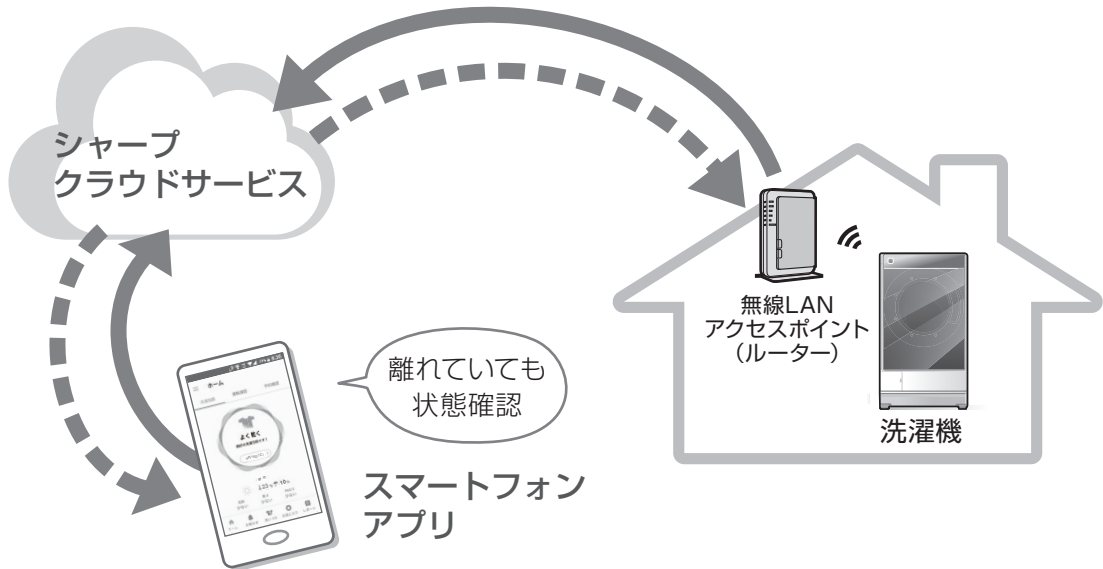 シャープ
クラウドサービス
無線LAN
アクセスポイント
（ルーター）
洗濯機
離れていても
状態確認
スマートフォン
アプリ
ホーム
よく乾く